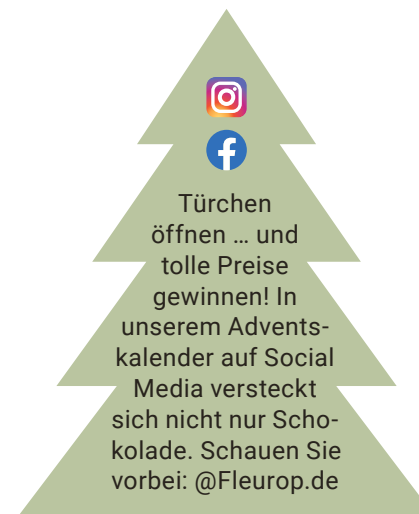 Türchen
öffnen … und
tolle Preise
gewinnen! In
unserem Advents-
kalender auf Social
Media versteckt
sich nicht nur Scho-
kolade. Schauen Sie
vorbei: @Fleurop.de